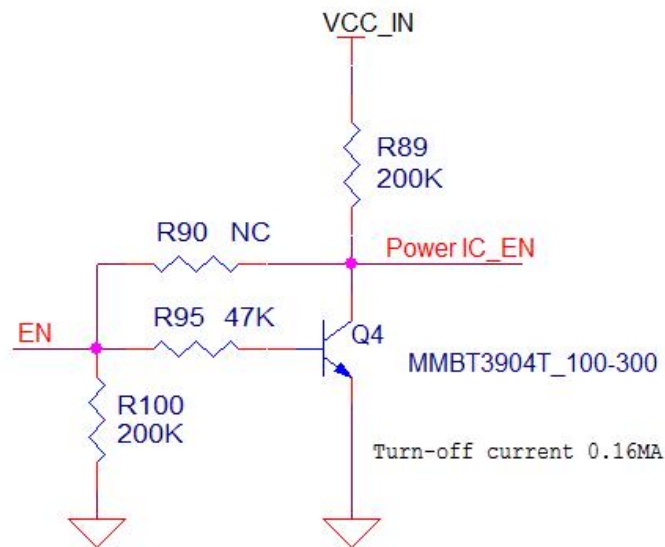 VCC_IN
R89
200K
R90 NC
Power IC_EN
R95 47K
EN
Q4
MMBT3904T_100-300
R100
200K
Turn-off current 0.16MA